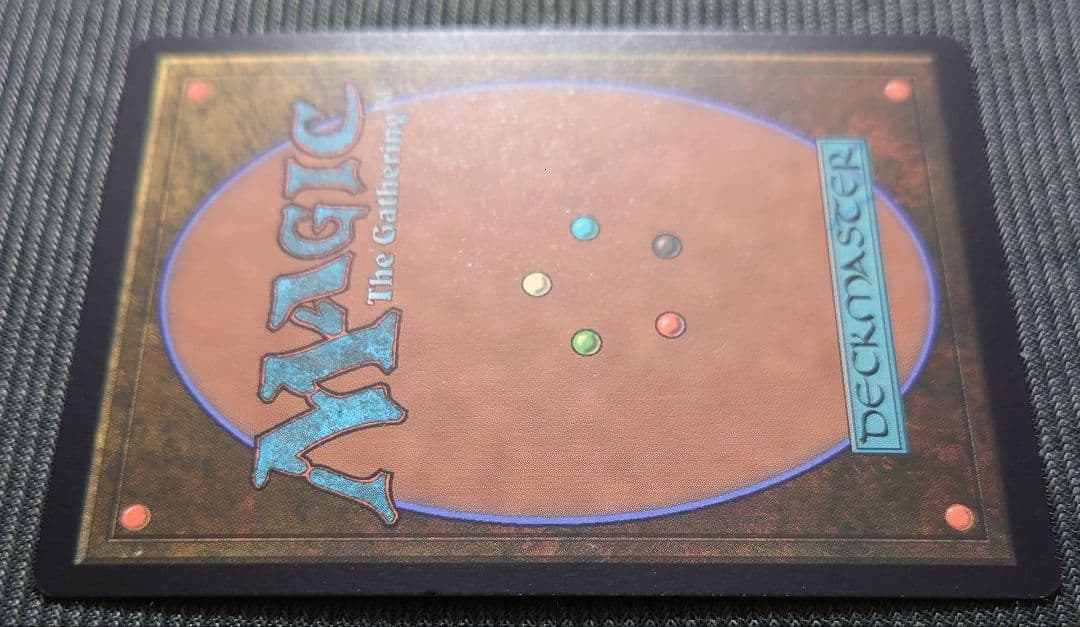 MAGIC
The Gathering
DECKMASTER